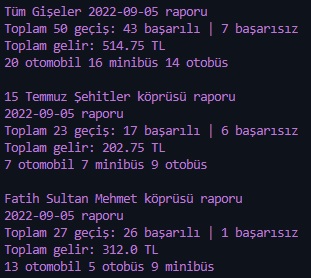 Tüm Gişeler 2022-09-05 raporu
Toplam 50 geçiş: 43 başarılı | 7 başarısız
Toplam gelir: 514.75 TL
20 otomobil 16 minibüs 14 otobüs

15 Temmuz Şehitler köprüsü raporu
2022-09-05 raporu
Toplam 23 geçiş: 17 başarılı | 6 başarısız
Toplam gelir: 202.75 TL
7 otomobil 7 minibüs 9 otobüs

Fatih Sultan Mehmet köprüsü raporu
2022-09-05 raporu
Toplam 27 geçiş: 26 başarılı | 1 başarısız
Toplam gelir: 312.0 TL
13 otomobil 5 otobüs 9 minibüs